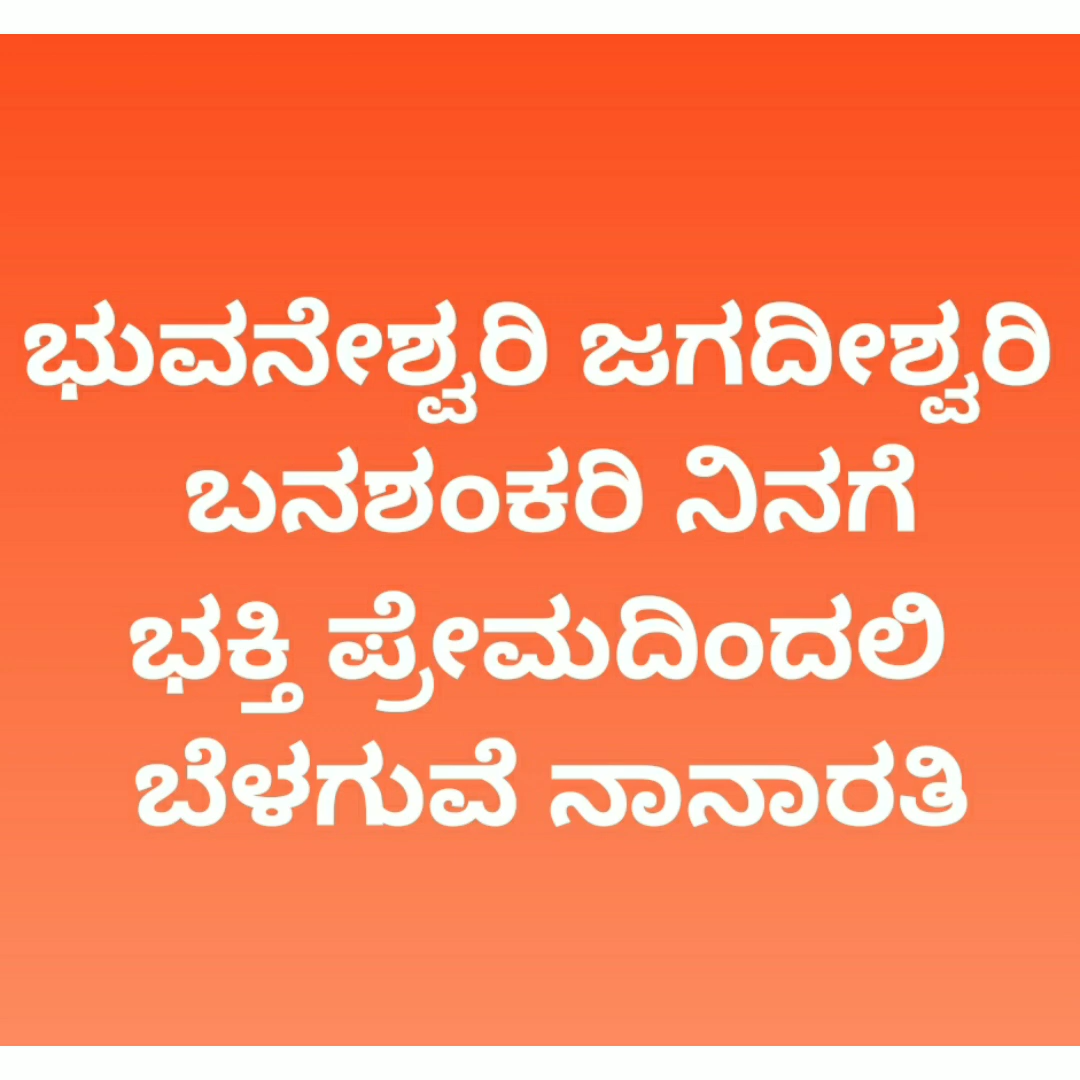 ಭುವನೇಶ್ವರಿ ಜಗದೀಶ್ವರಿ
ಬನಶಂಕರಿ ನಿನಗೆ
ಭಕ್ತಿ ಪ್ರೇಮದಿಂದಲಿ
ಬೆಳಗುವೆ ನಾನಾರತಿ